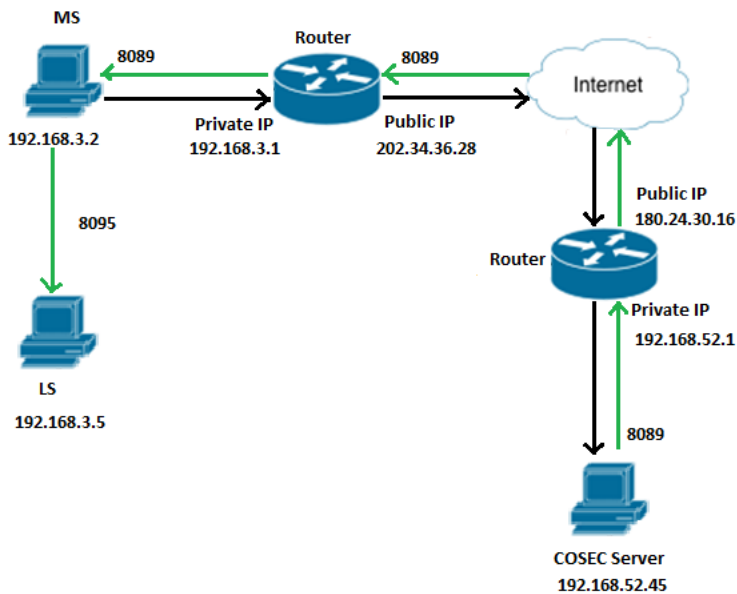 MS
Router
8089
8089
Internet
192.168.3.2
Private IP
192.168.3.1
Public IP
202.34.36.28
8095
Public IP
180.24.30.16
Router
Private IP
192.168.52.1
LS
192.168.3.5
8089
COSEC Server
192.168.52.45